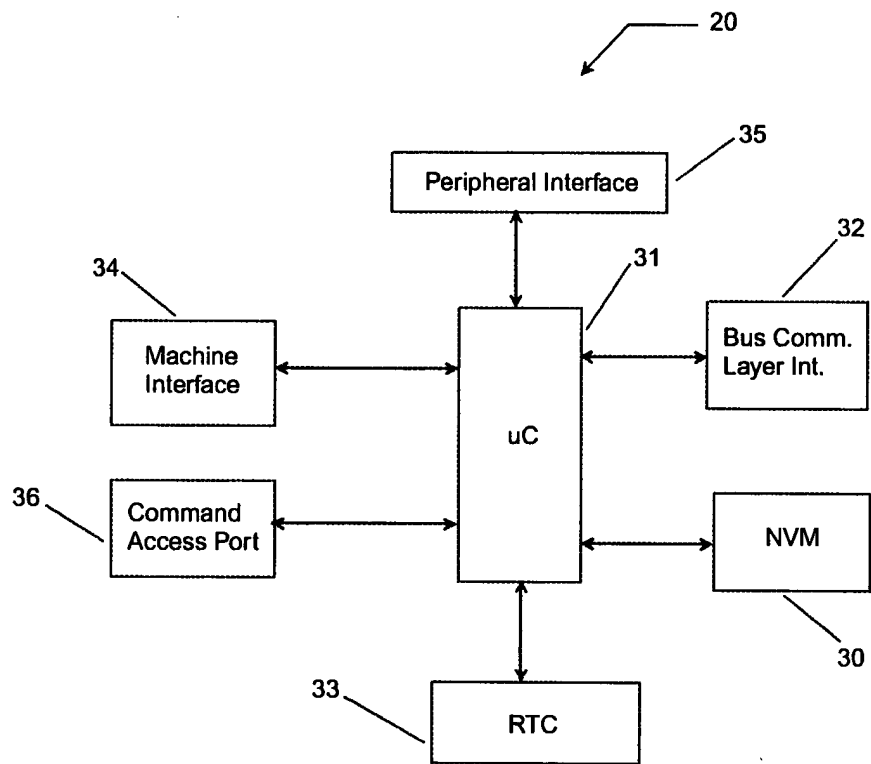 20
35
Peripheral Interface
34
31
32
Machine
Interface
Bus Comm.
Layer Int.
uC
36
Command
Access Port
NVM
30
33
RTC